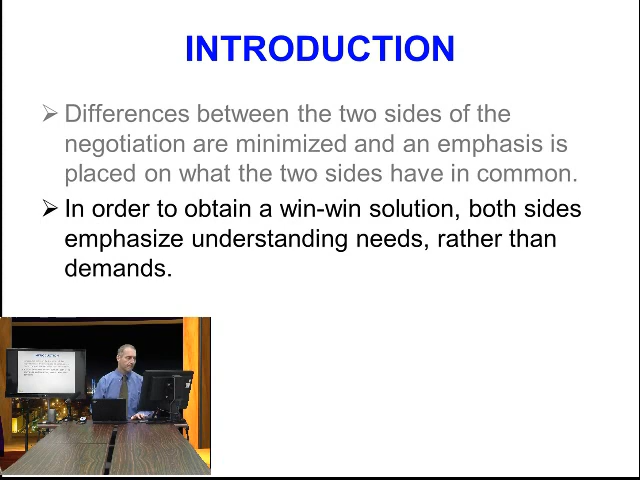 INTRODUCTION
➢ Differences between the two sides of the
negotiation are minimized and an emphasis is
placed on what the two sides have in common.
➢ In order to obtain a win-win solution, both sides
emphasize understanding needs, rather than
demands.
INTRODUCTION